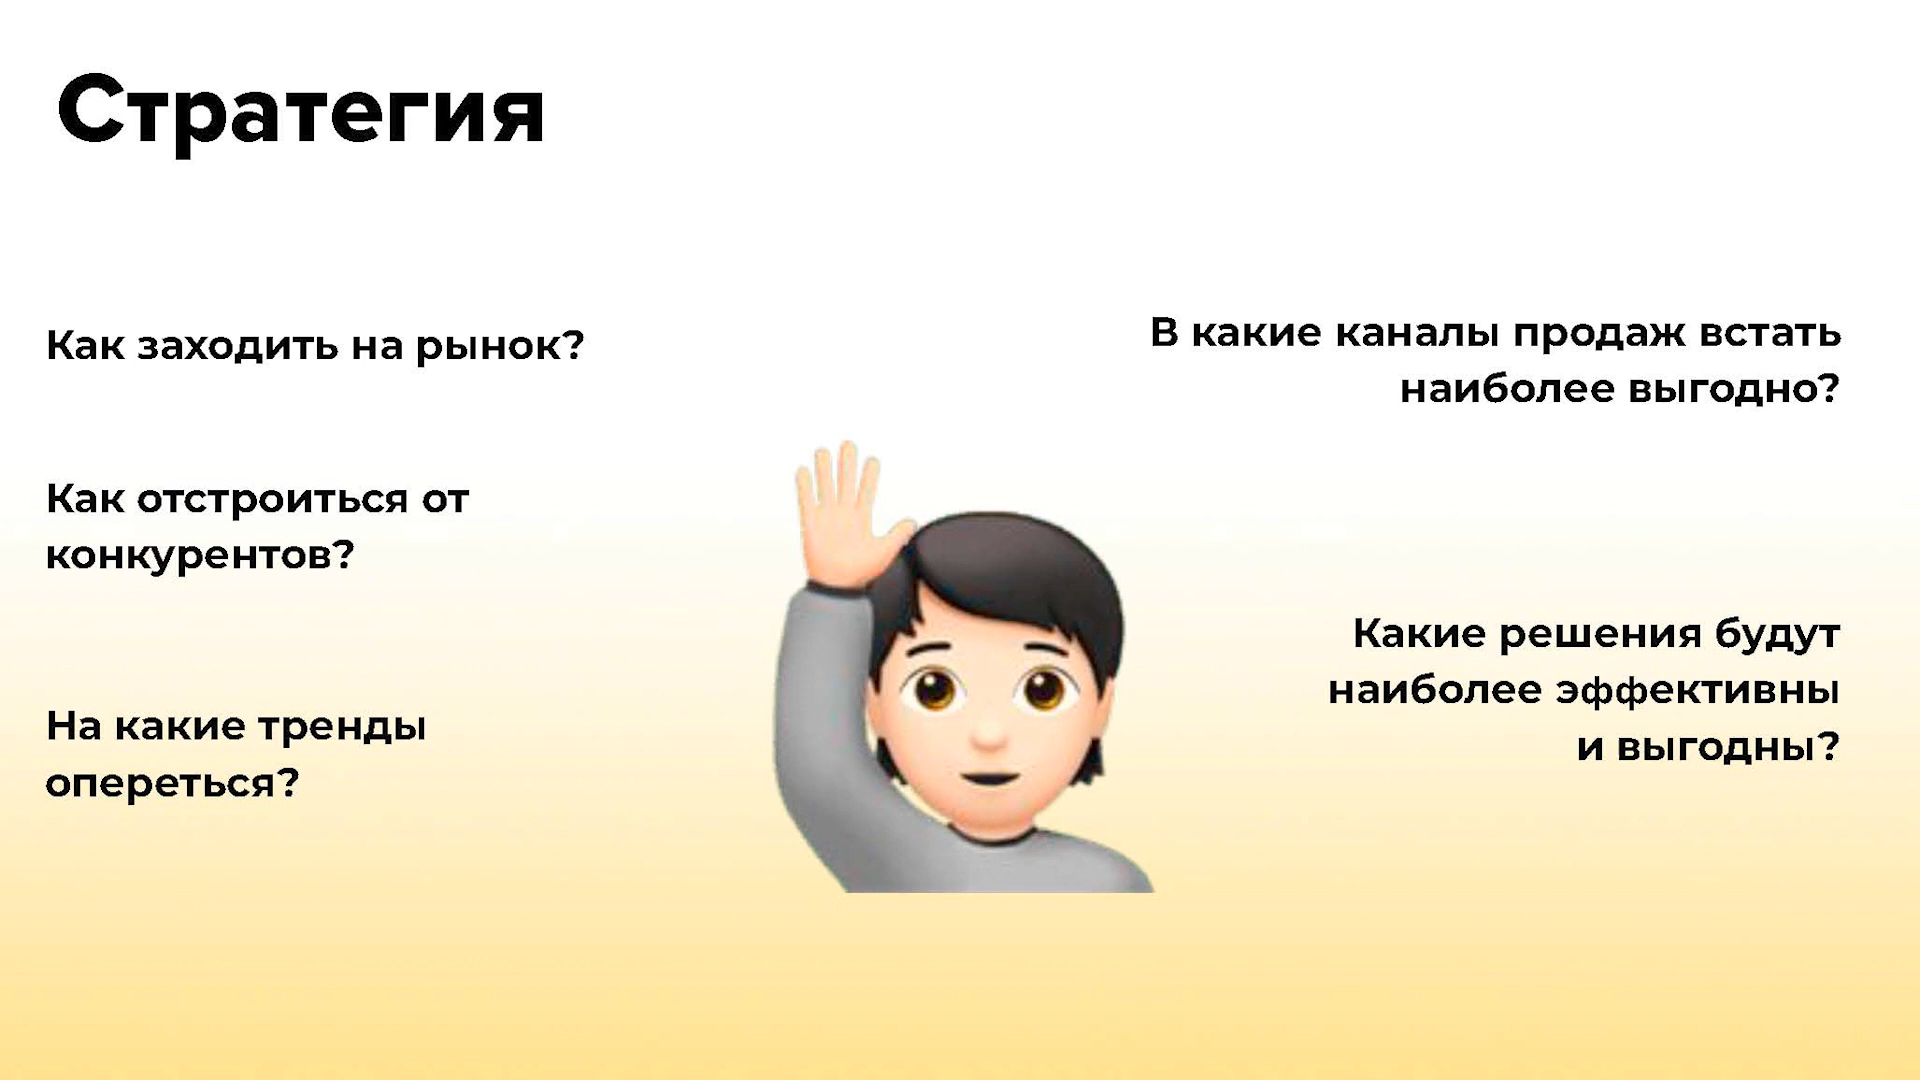 Стратегия
Как заходить на рынок?
Как отстроиться от
конкурентов?
На какие тренды
опереться?
В какие каналы продаж встать
наиболее выгодно?
Какие решения будут
наиболее эффективны
и выгодны?